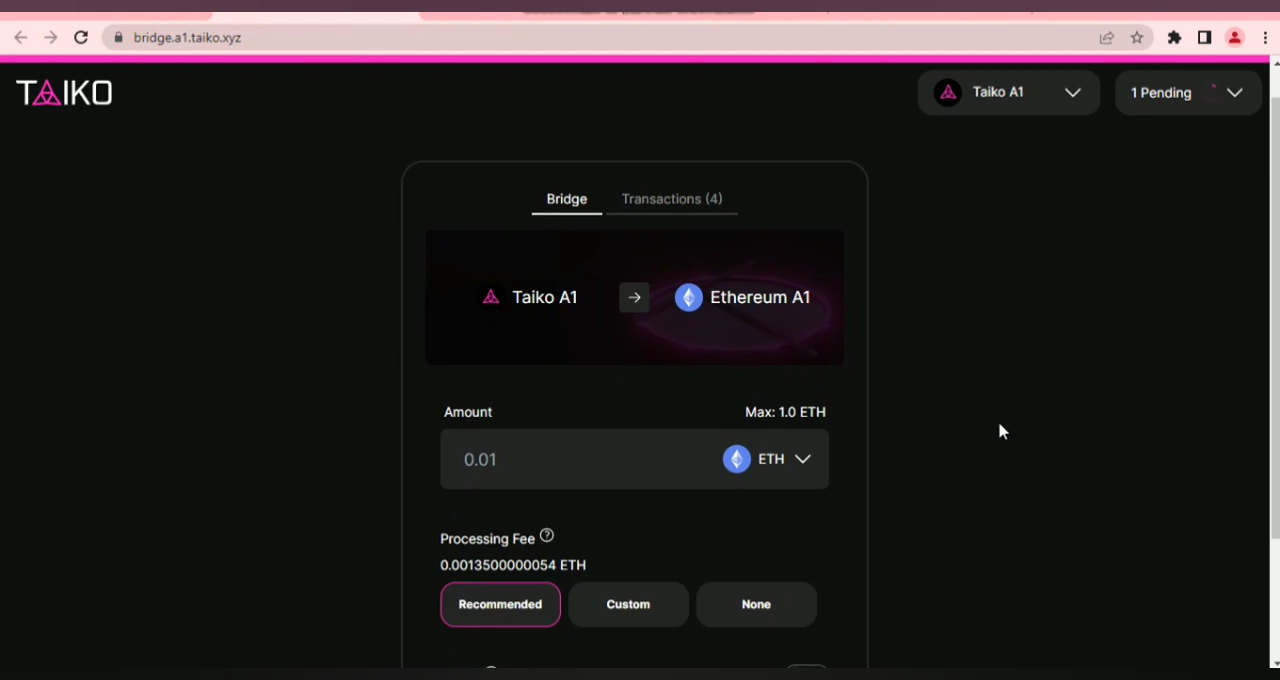 bridge.a1.taiko.xyz
TAIKO
Taiko A1
1 Pending
Bridge
Transactions (4)
Taiko A1
Ethereum A1
Amount
Max: 1.0 ETH
0.01
ETH
Processing Fee
0.0013500000054 ETH
Recommended
Custom
None